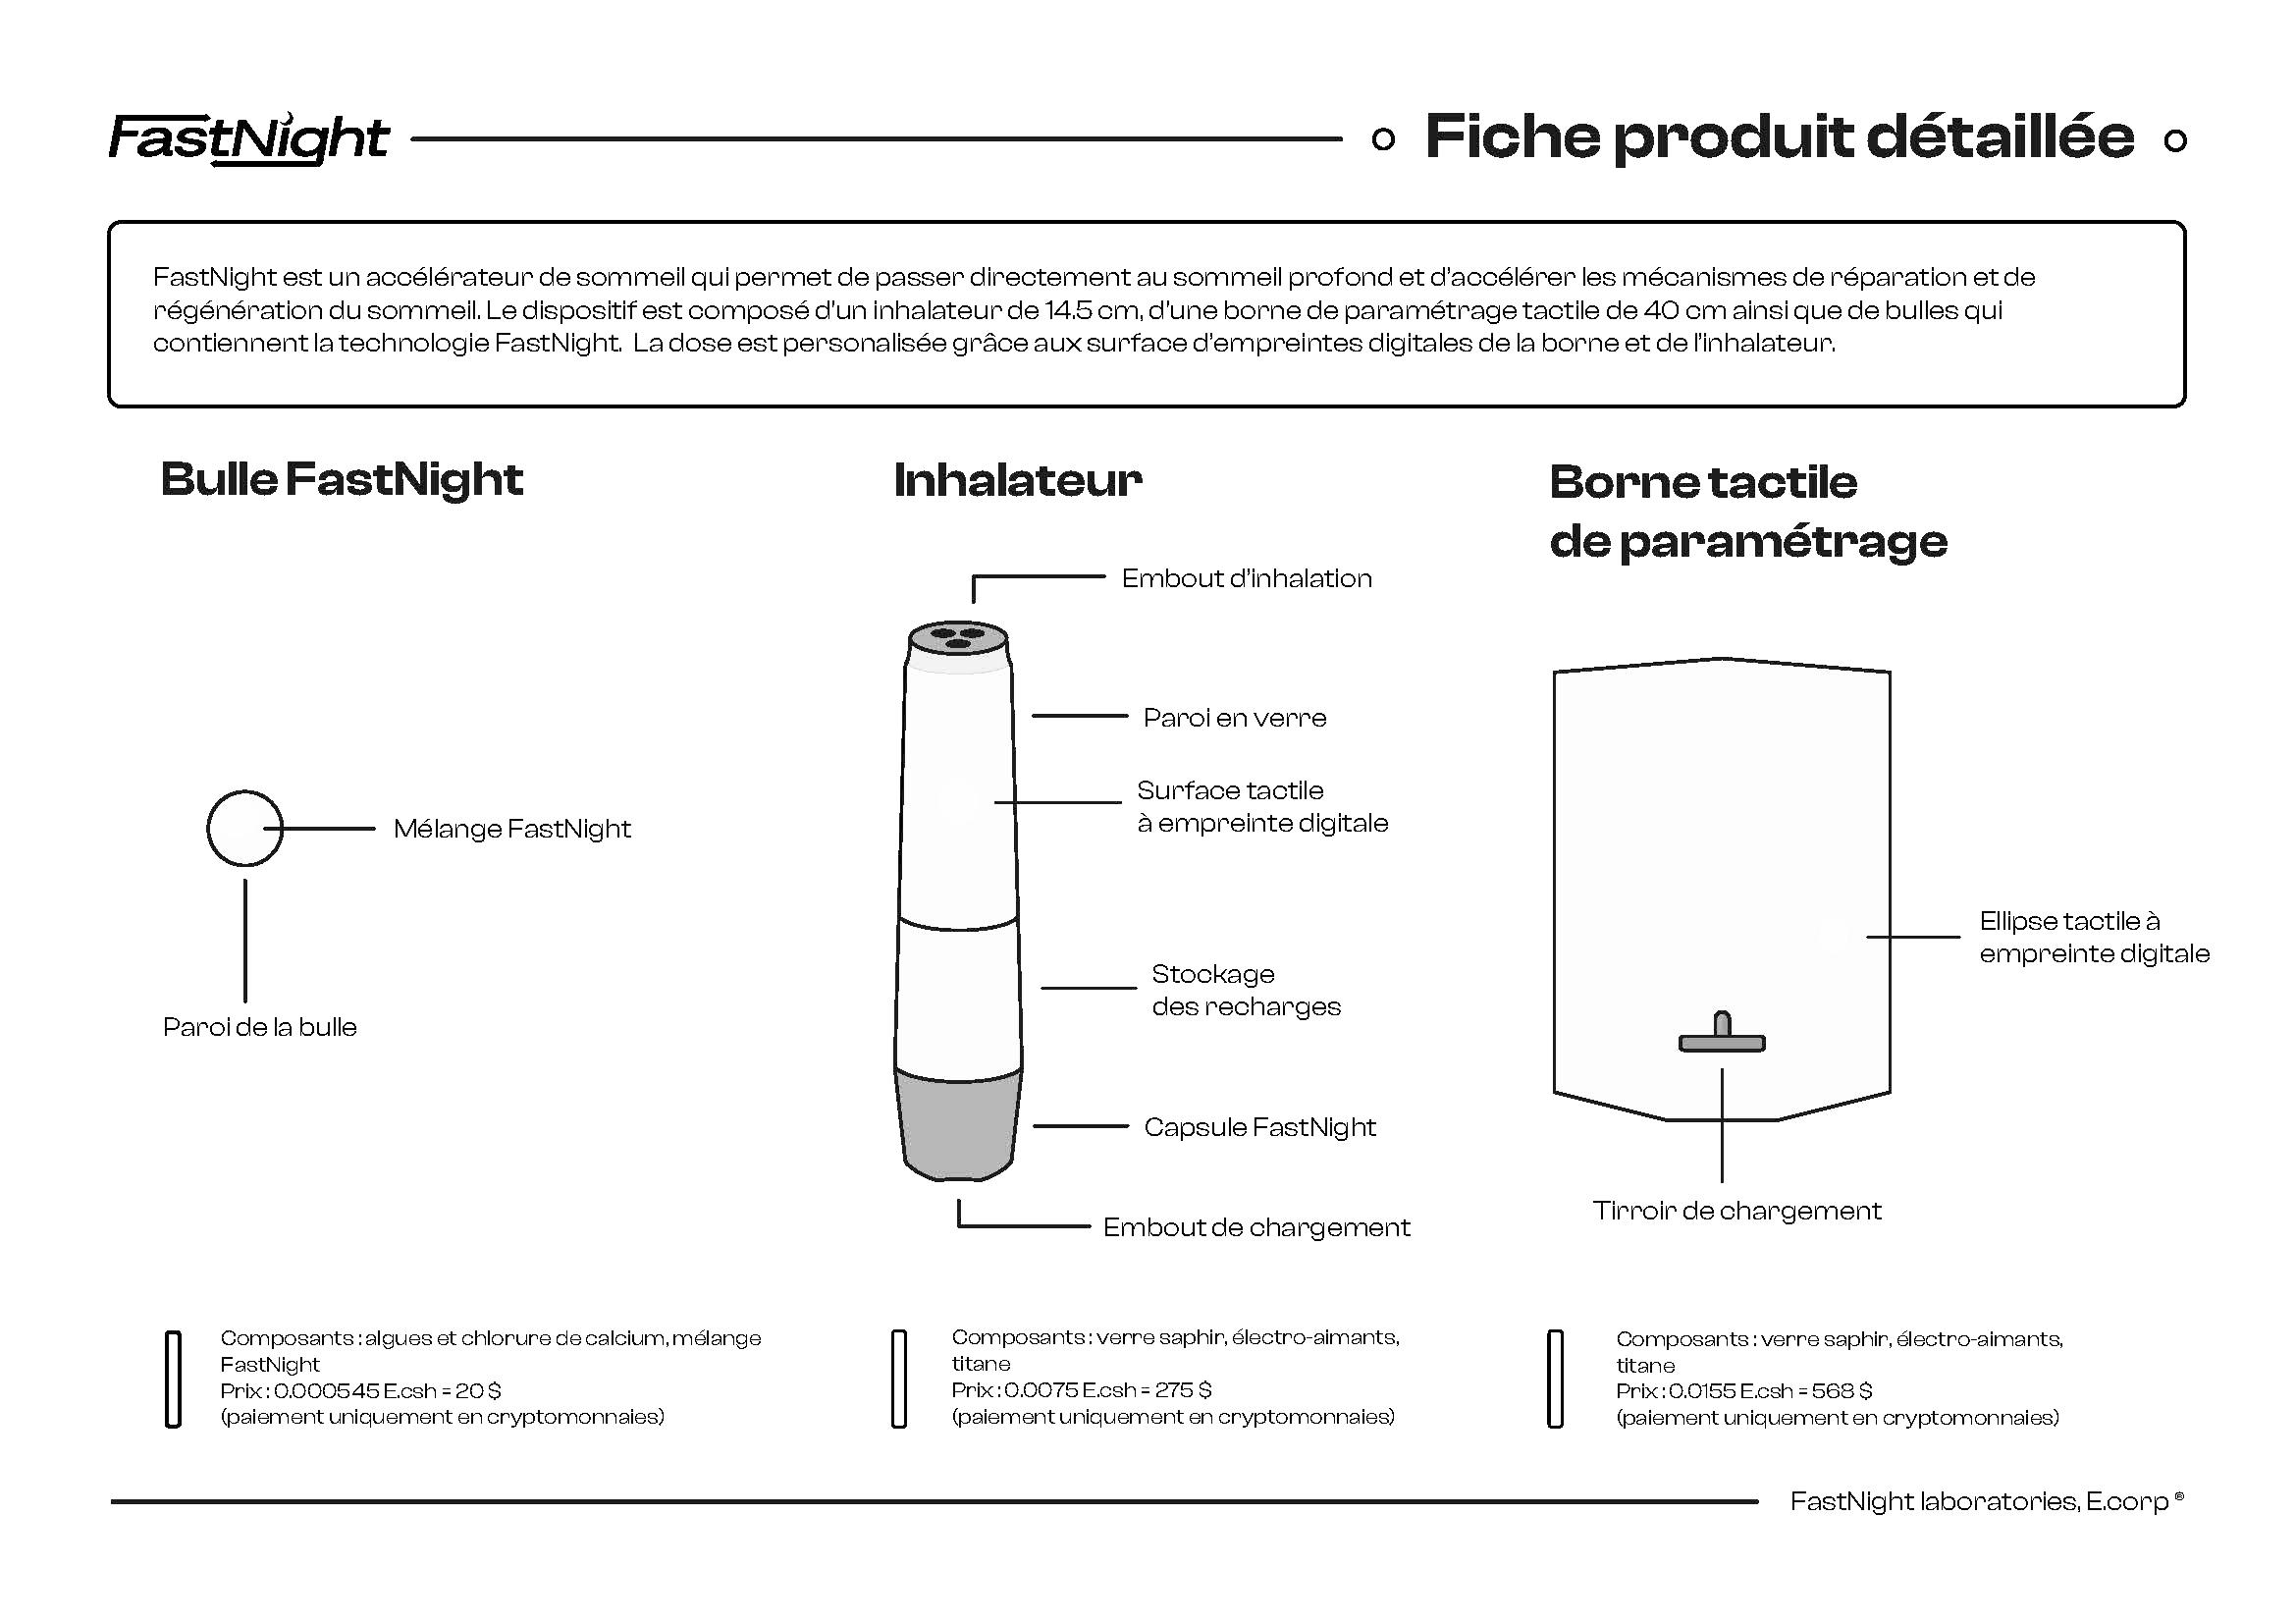 FastNight
Fiche produit détaillée
FastNight est un accélérateur de sommeil qui permet de passer directement au sommeil profond et d'accélérer les mécanismes de réparation et de
régénération du sommeil. Le dispositif est composé d'un inhalateur de 14.5 cm, d'une borne de paramétrage tactile de 40 cm ainsi que de bulles qui
contiennent la technologie FastNight. La dose est personalisée grâce aux surface d'empreintes digitales de la borne et de l'inhalateur.
Bulle FastNight
Mélange FastNight
Paroi de la bulle
Composants : algues et chlorure de calcium, mélange
FastNight
Prix : 0.000545 E.csh = 20 $
(paiement uniquement en cryptomonnaies)
Inhalateur
Embout d'inhalation
Paroi en verre
Surface tactile
à empreinte digitale
Stockage
des recharges
Capsule FastNight
Embout de chargement
Composants : verre saphir, électro-aimants,
titane
Prix : 0.0075 E.csh = 275 $
(paiement uniquement en cryptomonnaies)
Borne tactile
de paramétrage
Ellipse tactile à
empreinte digitale
Tirroir de chargement
Composants : verre saphir, électro-aimants,
titane
Prix : 0.0155 E.csh = 568 $
(paiement uniquement en cryptomonnaies)
FastNight laboratories, E.corp ®